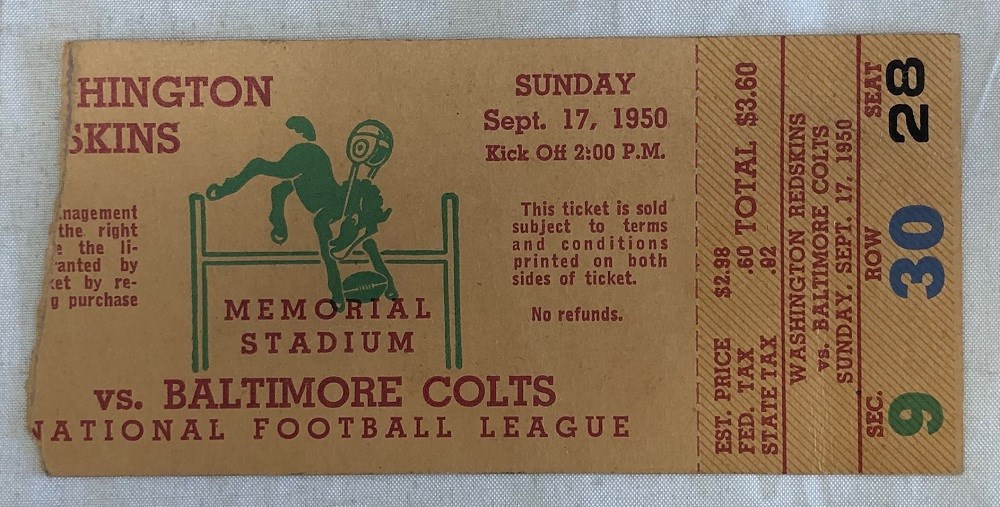 HINGTON
SKINS
nagement
the right
e the li-
ranted by
ket by re-
g purchase
SUNDAY
Sept. 17, 1950
Kick Off 2:00 P.M.
This ticket is sold
subject to terms
and conditions
printed on both
sides of ticket.
No refunds.
MEMORIAL
STADIUM
vs. BALTIMORE COLTS
NATIONAL FOOTBALL LEAGUE
EST. PRICE $2.98
FED. TAX .60
STATE TAX .02
TOTAL $3.60
WASHINGTON REDSKINS
vs. BALTIMORE COLTS
SUNDAY, SEPT. 17, 1950
SEC. ROW SEAT
9 30 28